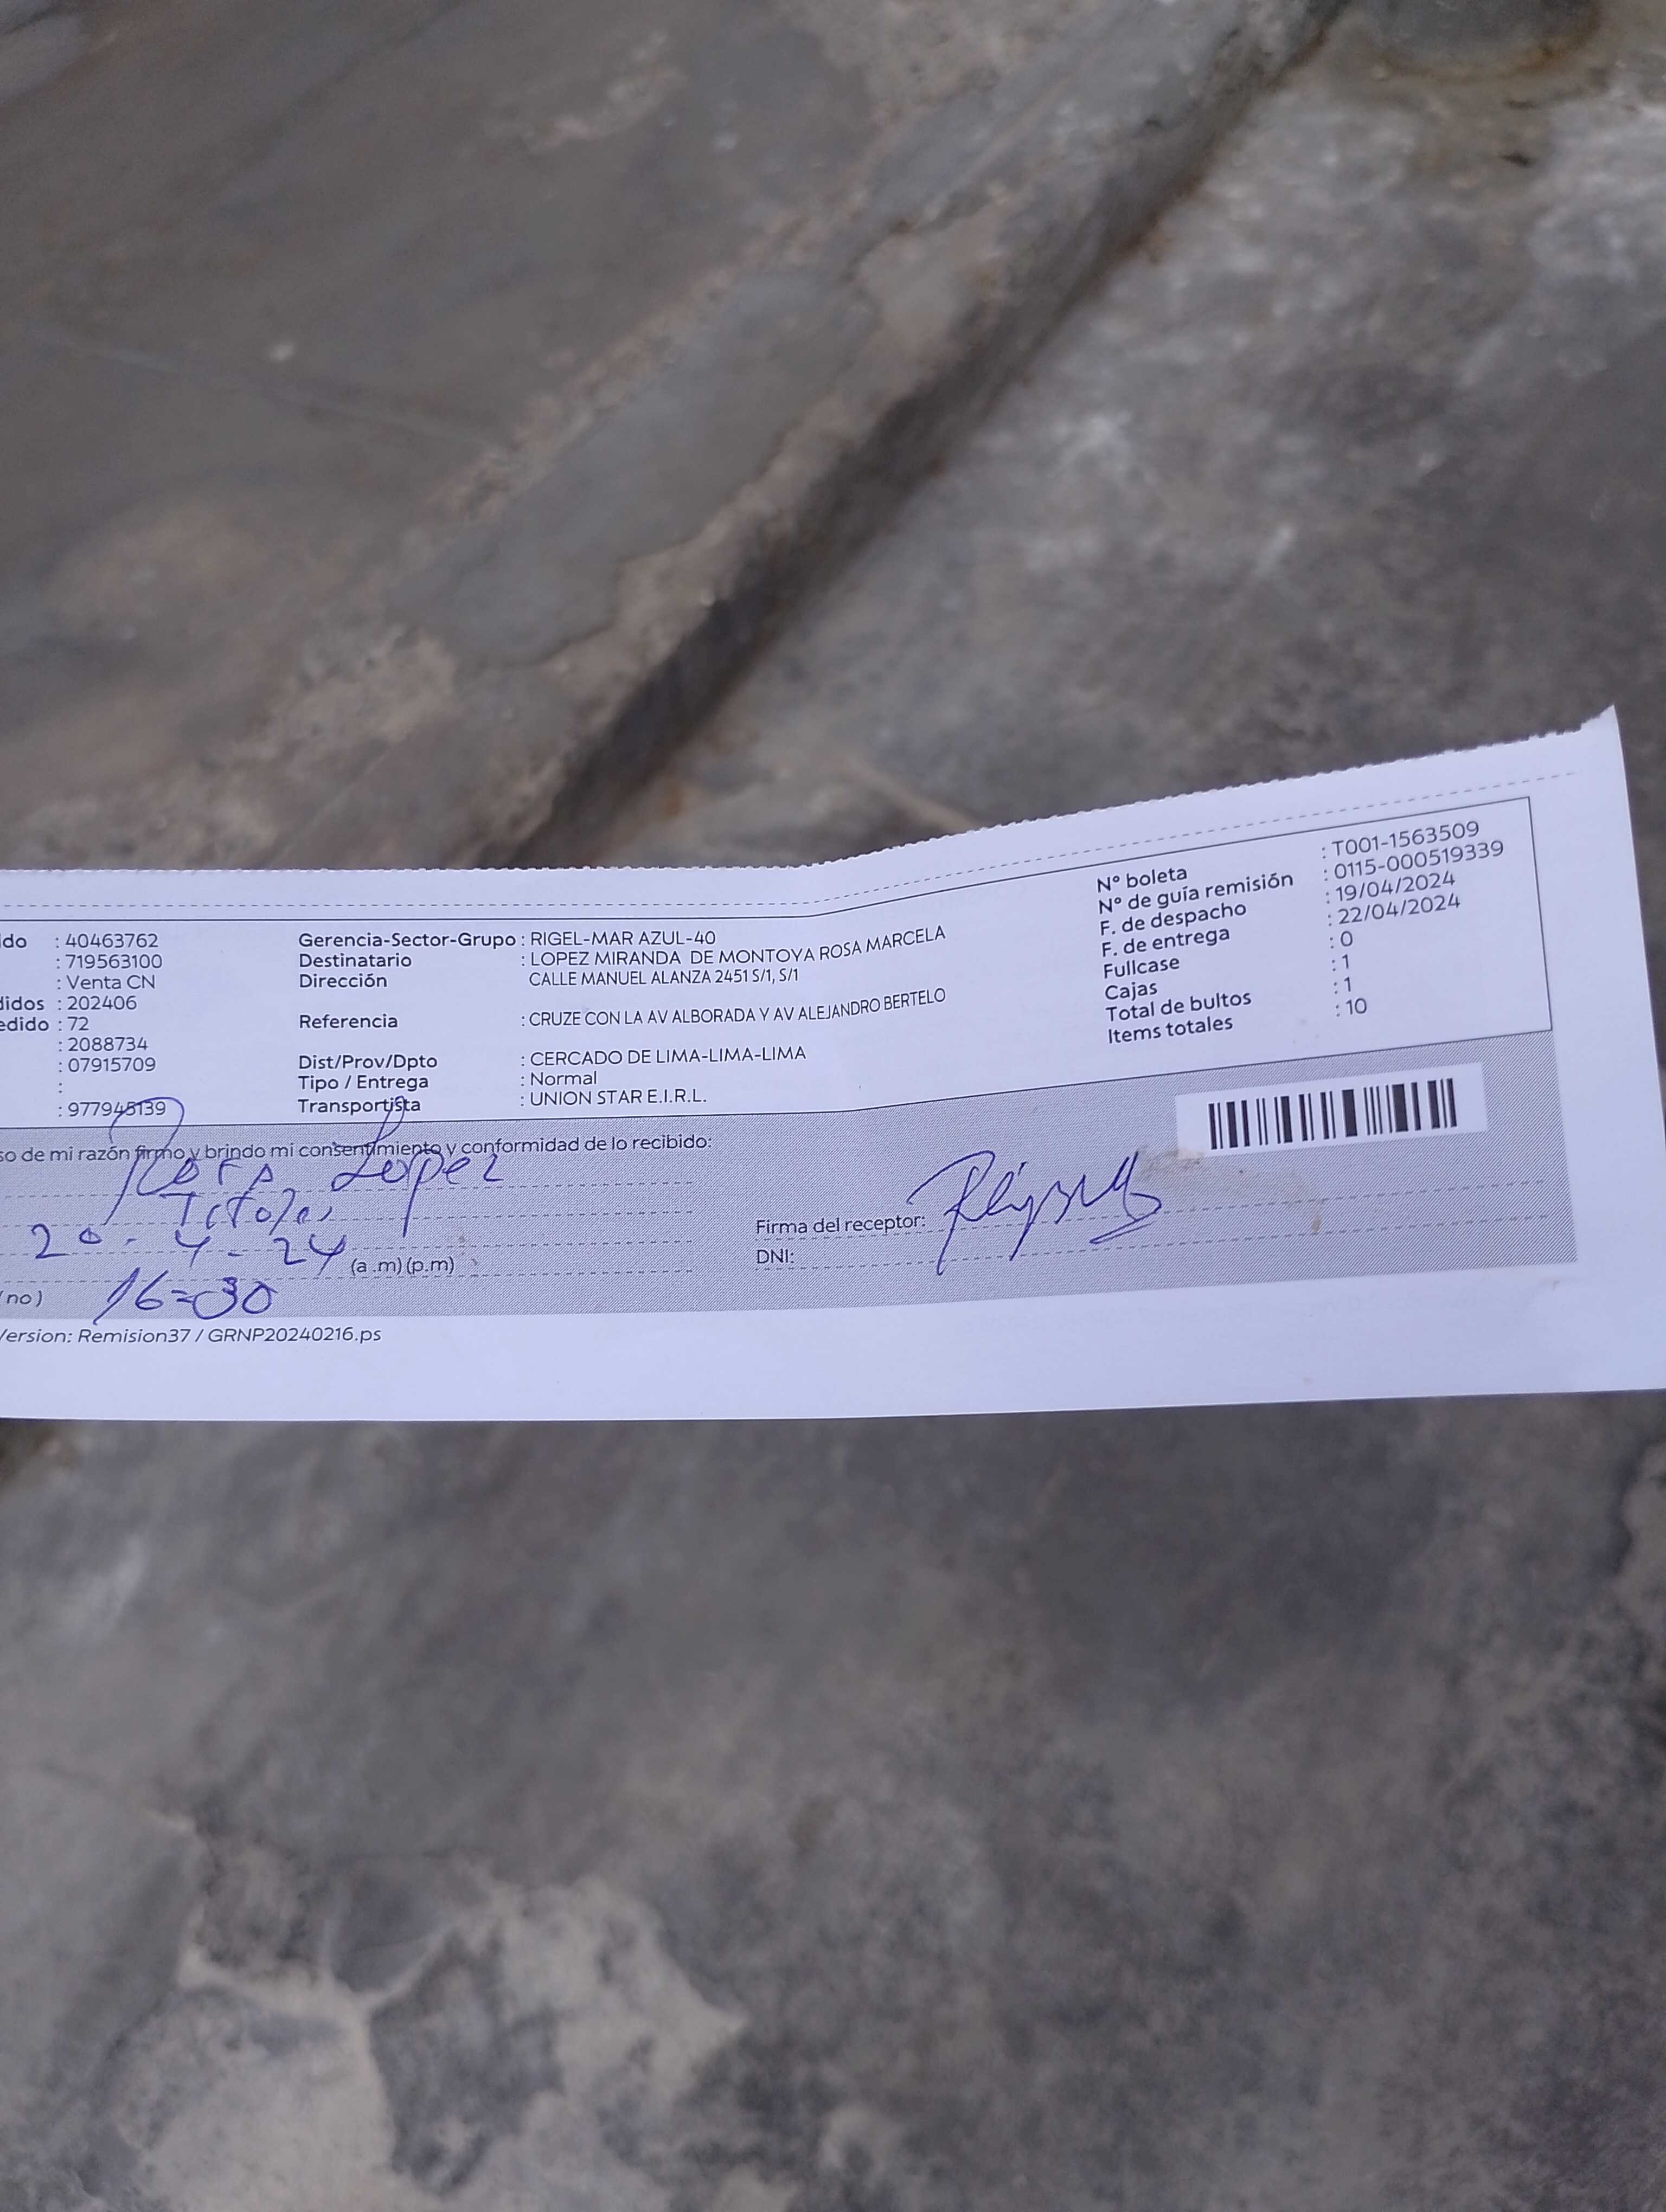 do : 40463762
: 719563100
: Venta CN
didos : 202406
edido : 72
: 2088734
: 07915709
:
: 977945139
Gerencia-Sector-Grupo : RIGEL-MAR AZUL-40
Destinatario : LOPEZ MIRANDA DE MONTOYA ROSA MARCELA
Dirección CALLE MANUEL ALANZA 2451 S/1, S/1
Referencia : CRUZE CON LA AV ALBORADA Y AV ALEJANDRO BERTELO
Dist/Prov/Dpto : CERCADO DE LIMA-LIMA-LIMA
Tipo / Entrega : Normal
Transportista : UNION STAR E.I.R.L.
N° boleta : T001-1563509
N° de guía remisión : 0115-000519339
F. de despacho : 19/04/2024
F. de entrega : 22/04/2024
Fullcase : 0
Cajas : 1
Total de bultos : 1
Items totales : 10
so de mi razón firmo y brindo mi consentimiento y conformidad de lo recibido:
Rosa Lopez
Titular
20 - 4 - 24 (a .m) (p.m)
/ no ) 16=30
Firma del receptor:
DNI:
Version: Remision37 / GRNP20240216.ps